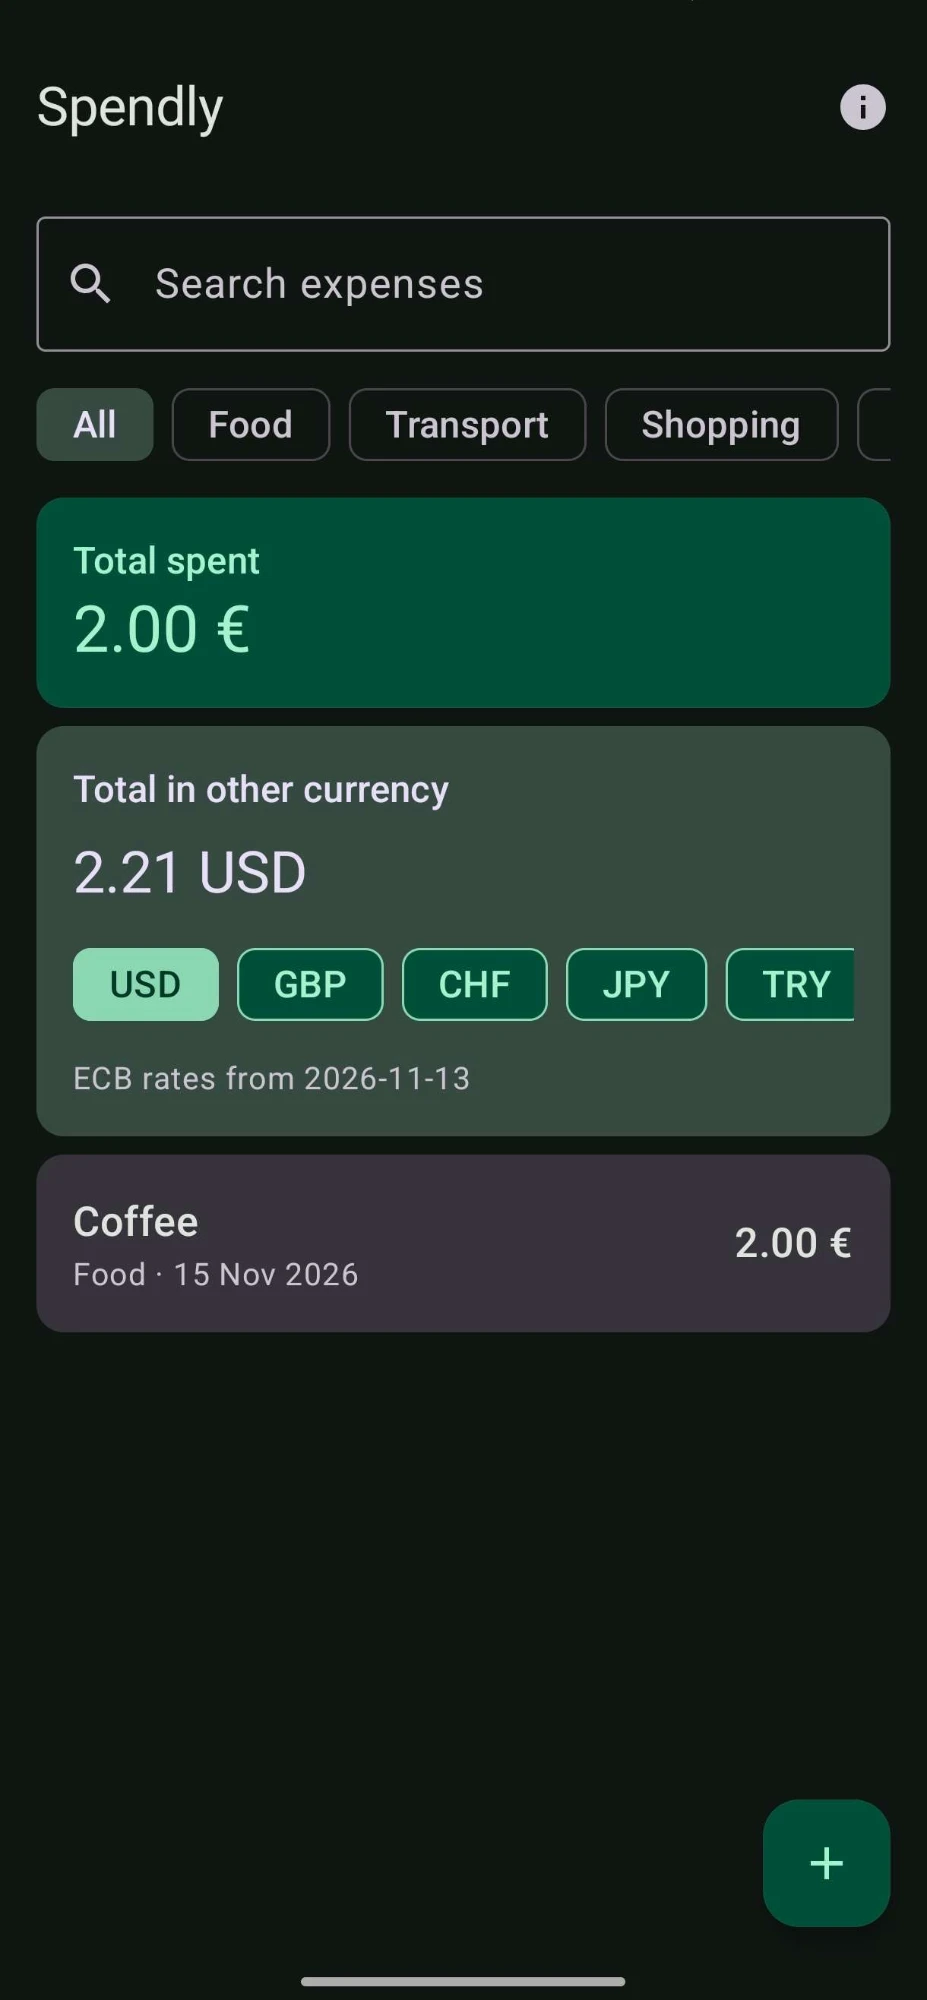 Spendly
Search expenses
All Food Transport Shopping
Total spent
2.00 €
Total in other currency
2.21 USD
USD GBP CHF JPY TRY
ECB rates from 2026-11-13
Coffee
2.00 €
Food · 15 Nov 2026